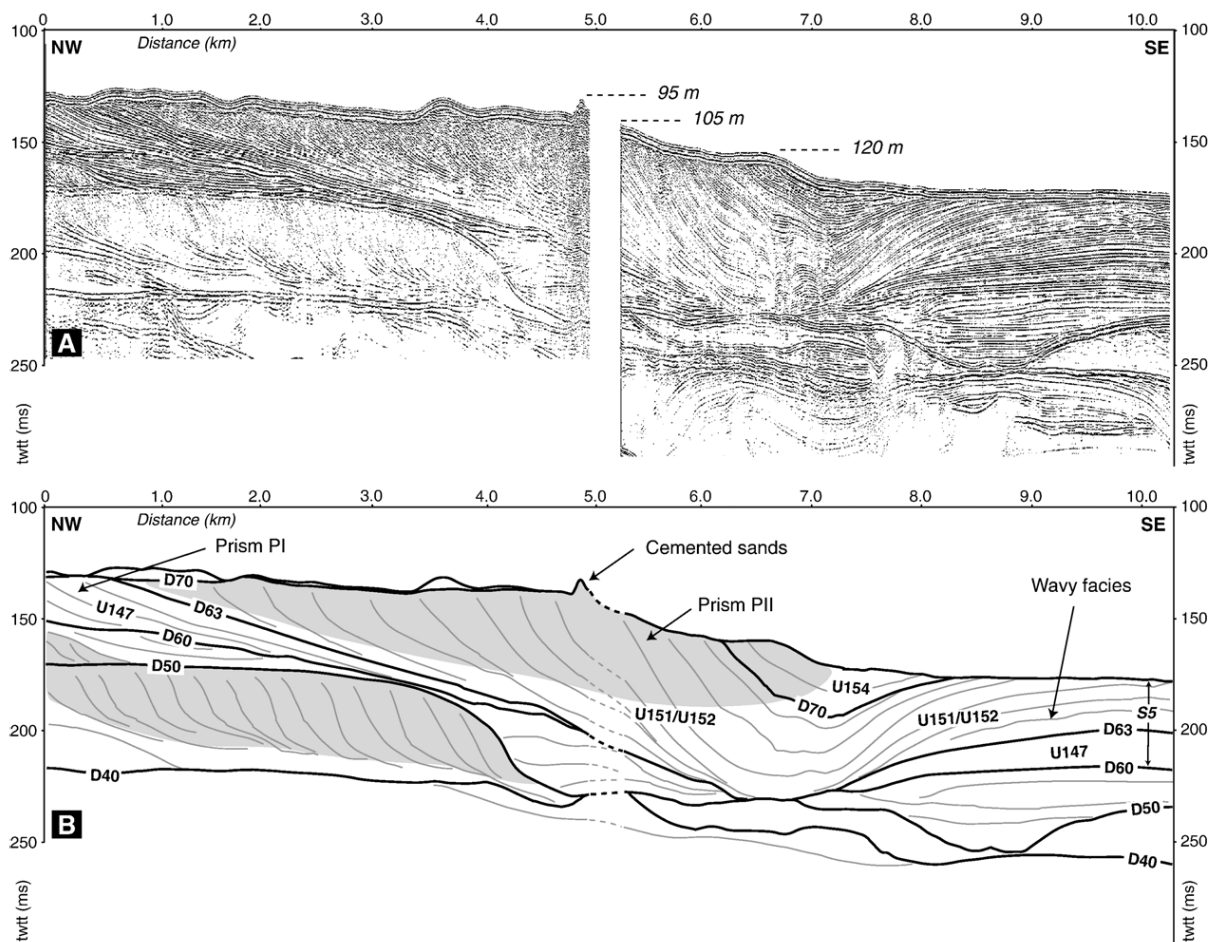 0 1.0 2.0 3.0 4.0 5.0 6.0 7.0 8.0 9.0 10.0
100 NW Distance (km) SE 100
95 m
105 m
120 m
150 150
200 200
250 250
A
twtt (ms) twtt (ms)
0 1.0 2.0 3.0 4.0 5.0 6.0 7.0 8.0 9.0 10.0
100 NW Distance (km) SE 100
Prism PI Cemented sands
Wavy facies
D70
Prism PII
U147 D63
150 150
D60
D50
U154
U151/U152 D70 U151/U152 S5
200 D63 200
U147
D40 D60
D50
B
250 D40 250
twtt (ms) twtt (ms)